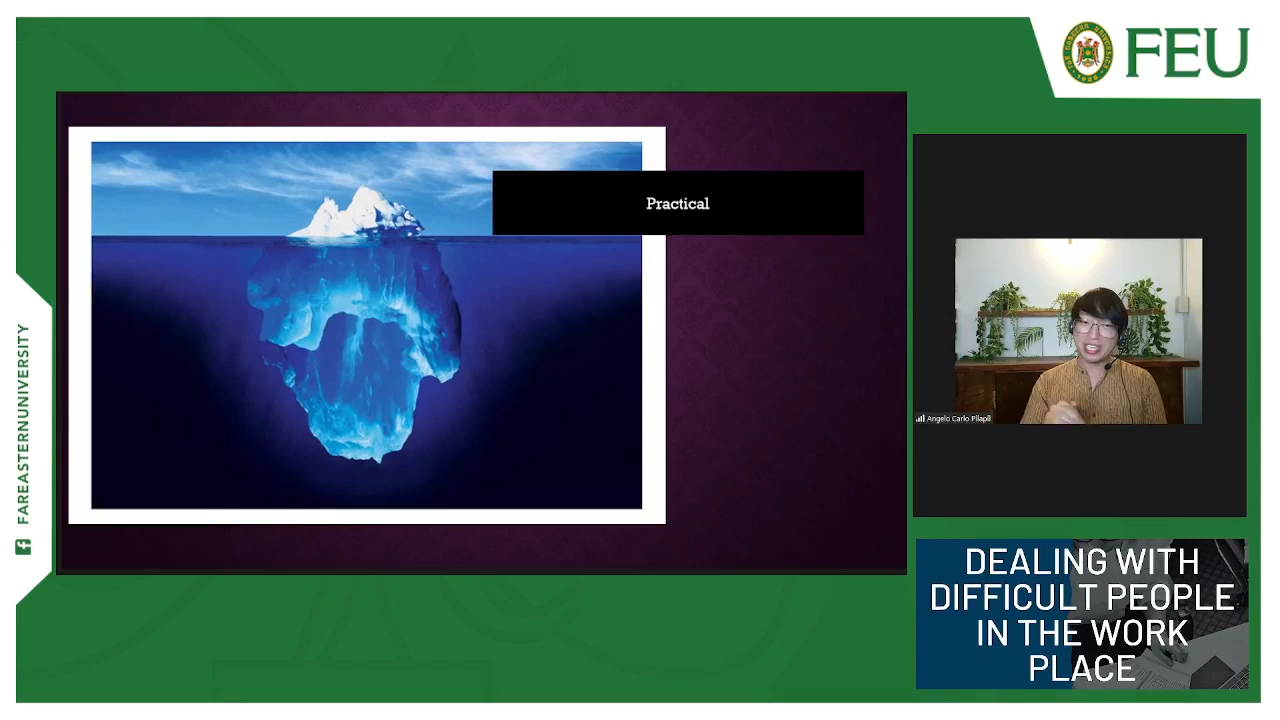 FEU
Practical
Angelo Carlo Pilapil
FAREASTERNUNIVERSITY
DEALING WITH
DIFFICULT PEOPLE
IN THE WORK
PLACE